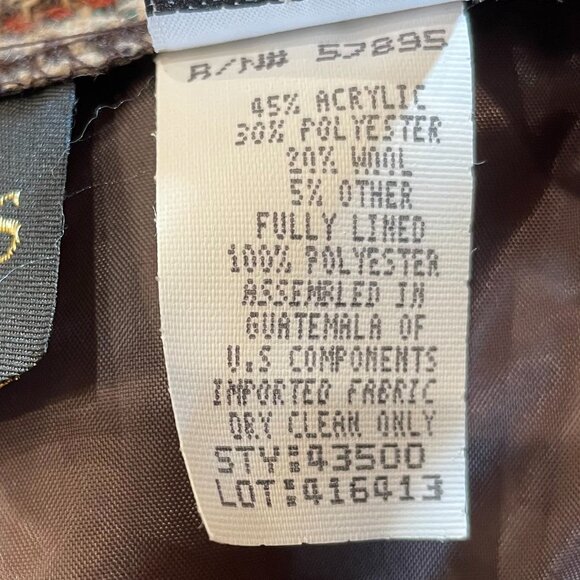 R/N# 57895
45% ACRYLIC
30% POLYESTER
20% WOOL
5% OTHER
FULLY LINED
100% POLYESTER
ASSEMBLED IN
GUATEMALA OF
U.S COMPONENTS
IMPORTED FABRIC
DRY CLEAN ONLY
STY:43500
LOT:416413